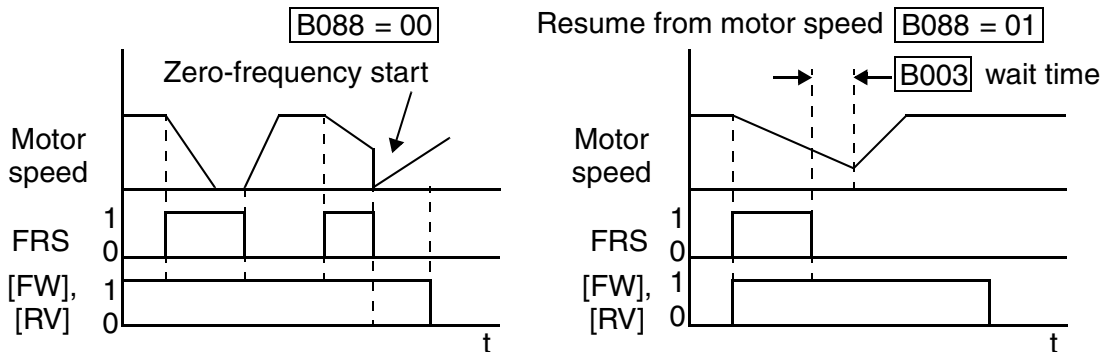 B088 = 00
Zero-frequency start
Motor
speed
FRS
1
0
[FW],
[RV]
1
0
t
Resume from motor speed B088 = 01
B003 wait time
Motor
speed
FRS
1
0
[FW],
[RV]
1
0
t